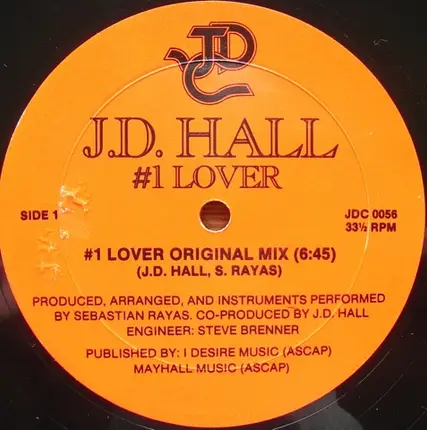 JDC
J.D. HALL
#1 LOVER
SIDE 1
JDC 0056
33⅓ RPM
#1 LOVER ORIGINAL MIX (6:45)
(J.D. HALL, S. RAYAS)
PRODUCED, ARRANGED, AND INSTRUMENTS PERFORMED
BY SEBASTIAN RAYAS. CO-PRODUCED BY J.D. HALL
ENGINEER: STEVE BRENNER
PUBLISHED BY: I DESIRE MUSIC (ASCAP)
MAYHALL MUSIC (ASCAP)